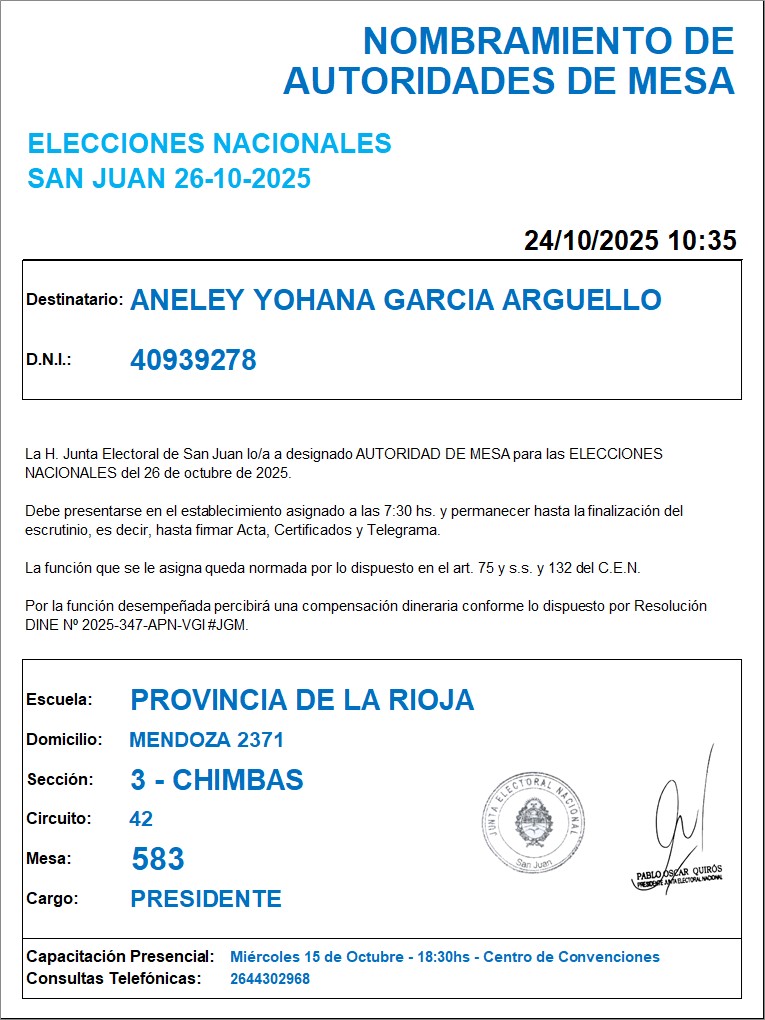 NOMBRAMIENTO DE
AUTORIDADES DE MESA
ELECCIONES NACIONALES
SAN JUAN 26-10-2025
24/10/2025 10:35
Destinatario: ANELEY YOHANA GARCIA ARGUELLO
D.N.I.: 40939278
La H. Junta Electoral de San Juan lo/a a designado AUTORIDAD DE MESA para las ELECCIONES
NACIONALES del 26 de octubre de 2025.
Debe presentarse en el establecimiento asignado a las 7:30 hs. y permanecer hasta la finalización del
escrutinio, es decir, hasta firmar Acta, Certificados y Telegrama.
La función que se le asigna queda normada por lo dispuesto en el art. 75 y s.s. y 132 del C.E.N.
Por la función desempeñada percibirá una compensación dineraria conforme lo dispuesto por Resolución
DINE Nº 2025-347-APN-VGI#JGM.
Escuela: PROVINCIA DE LA RIOJA
Domicilio: MENDOZA 2371
Sección: 3 - CHIMBAS
Circuito: 42
Mesa: 583
Cargo: PRESIDENTE
JUNTA ELECTORAL NACIONAL
San Juan
PABLO OSCAR QUIRÓS
PRESIDENTE JUNTA ELECTORAL NACIONAL
Capacitación Presencial: Miércoles 15 de Octubre - 18:30hs - Centro de Convenciones
Consultas Telefónicas: 2644302968